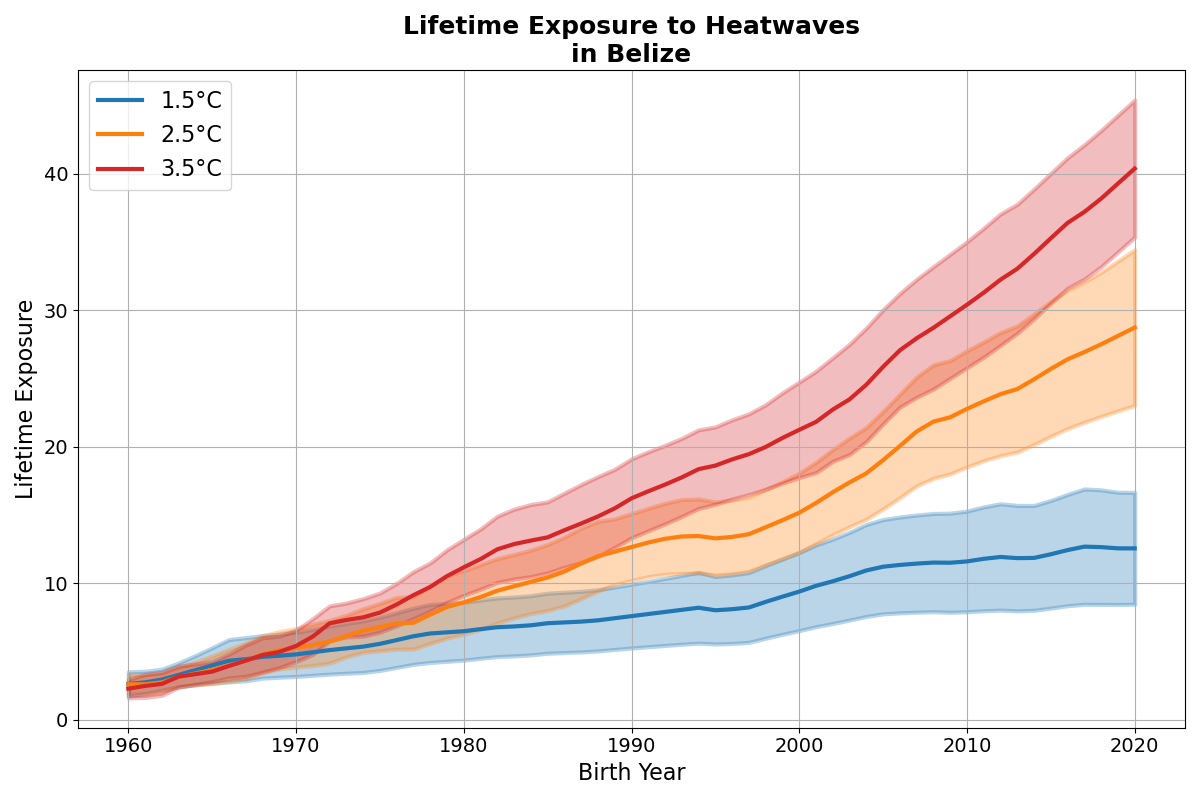 Lifetime Exposure to Heatwaves
in Belize
1.5°C
2.5°C
3.5°C
Lifetime Exposure
40
30
20
10
0
1960 1970 1980 1990 2000 2010 2020
Birth Year